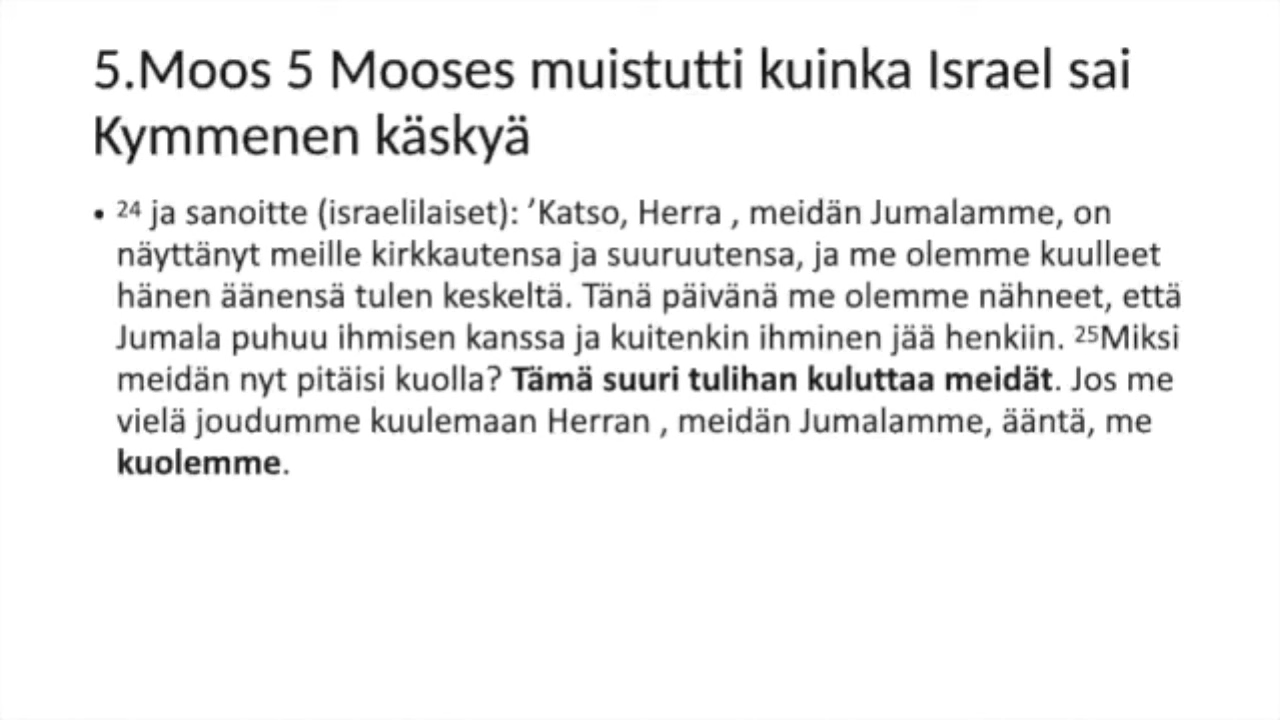 5.Moos 5 Mooses muistutti kuinka Israel sai
Kymmenen käskyä
• ²⁴ ja sanoitte (israelilaiset): ’Katso, Herra , meidän Jumalamme, on
näyttänyt meille kirkkautensa ja suuruutensa, ja me olemme kuulleet
hänen äänensä tulen keskeltä. Tänä päivänä me olemme nähneet, että
Jumala puhuu ihmisen kanssa ja kuitenkin ihminen jää henkiin. ²⁵Miksi
meidän nyt pitäisi kuolla? Tämä suuri tulihan kuluttaa meidät. Jos me
vielä joudumme kuulemaan Herran , meidän Jumalamme, ääntä, me
kuolemme.